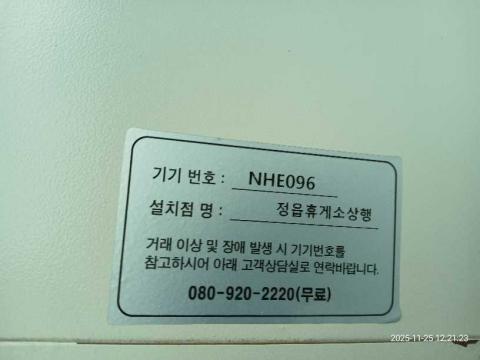 기기 번호 : NHE096
설치점 명 : 정읍휴게소상행
거래 이상 및 장애 발생 시 기기번호를
참고하시어 아래 고객상담실로 연락바랍니다.
080-920-2220(무료)
2025-11-25 12:21:23